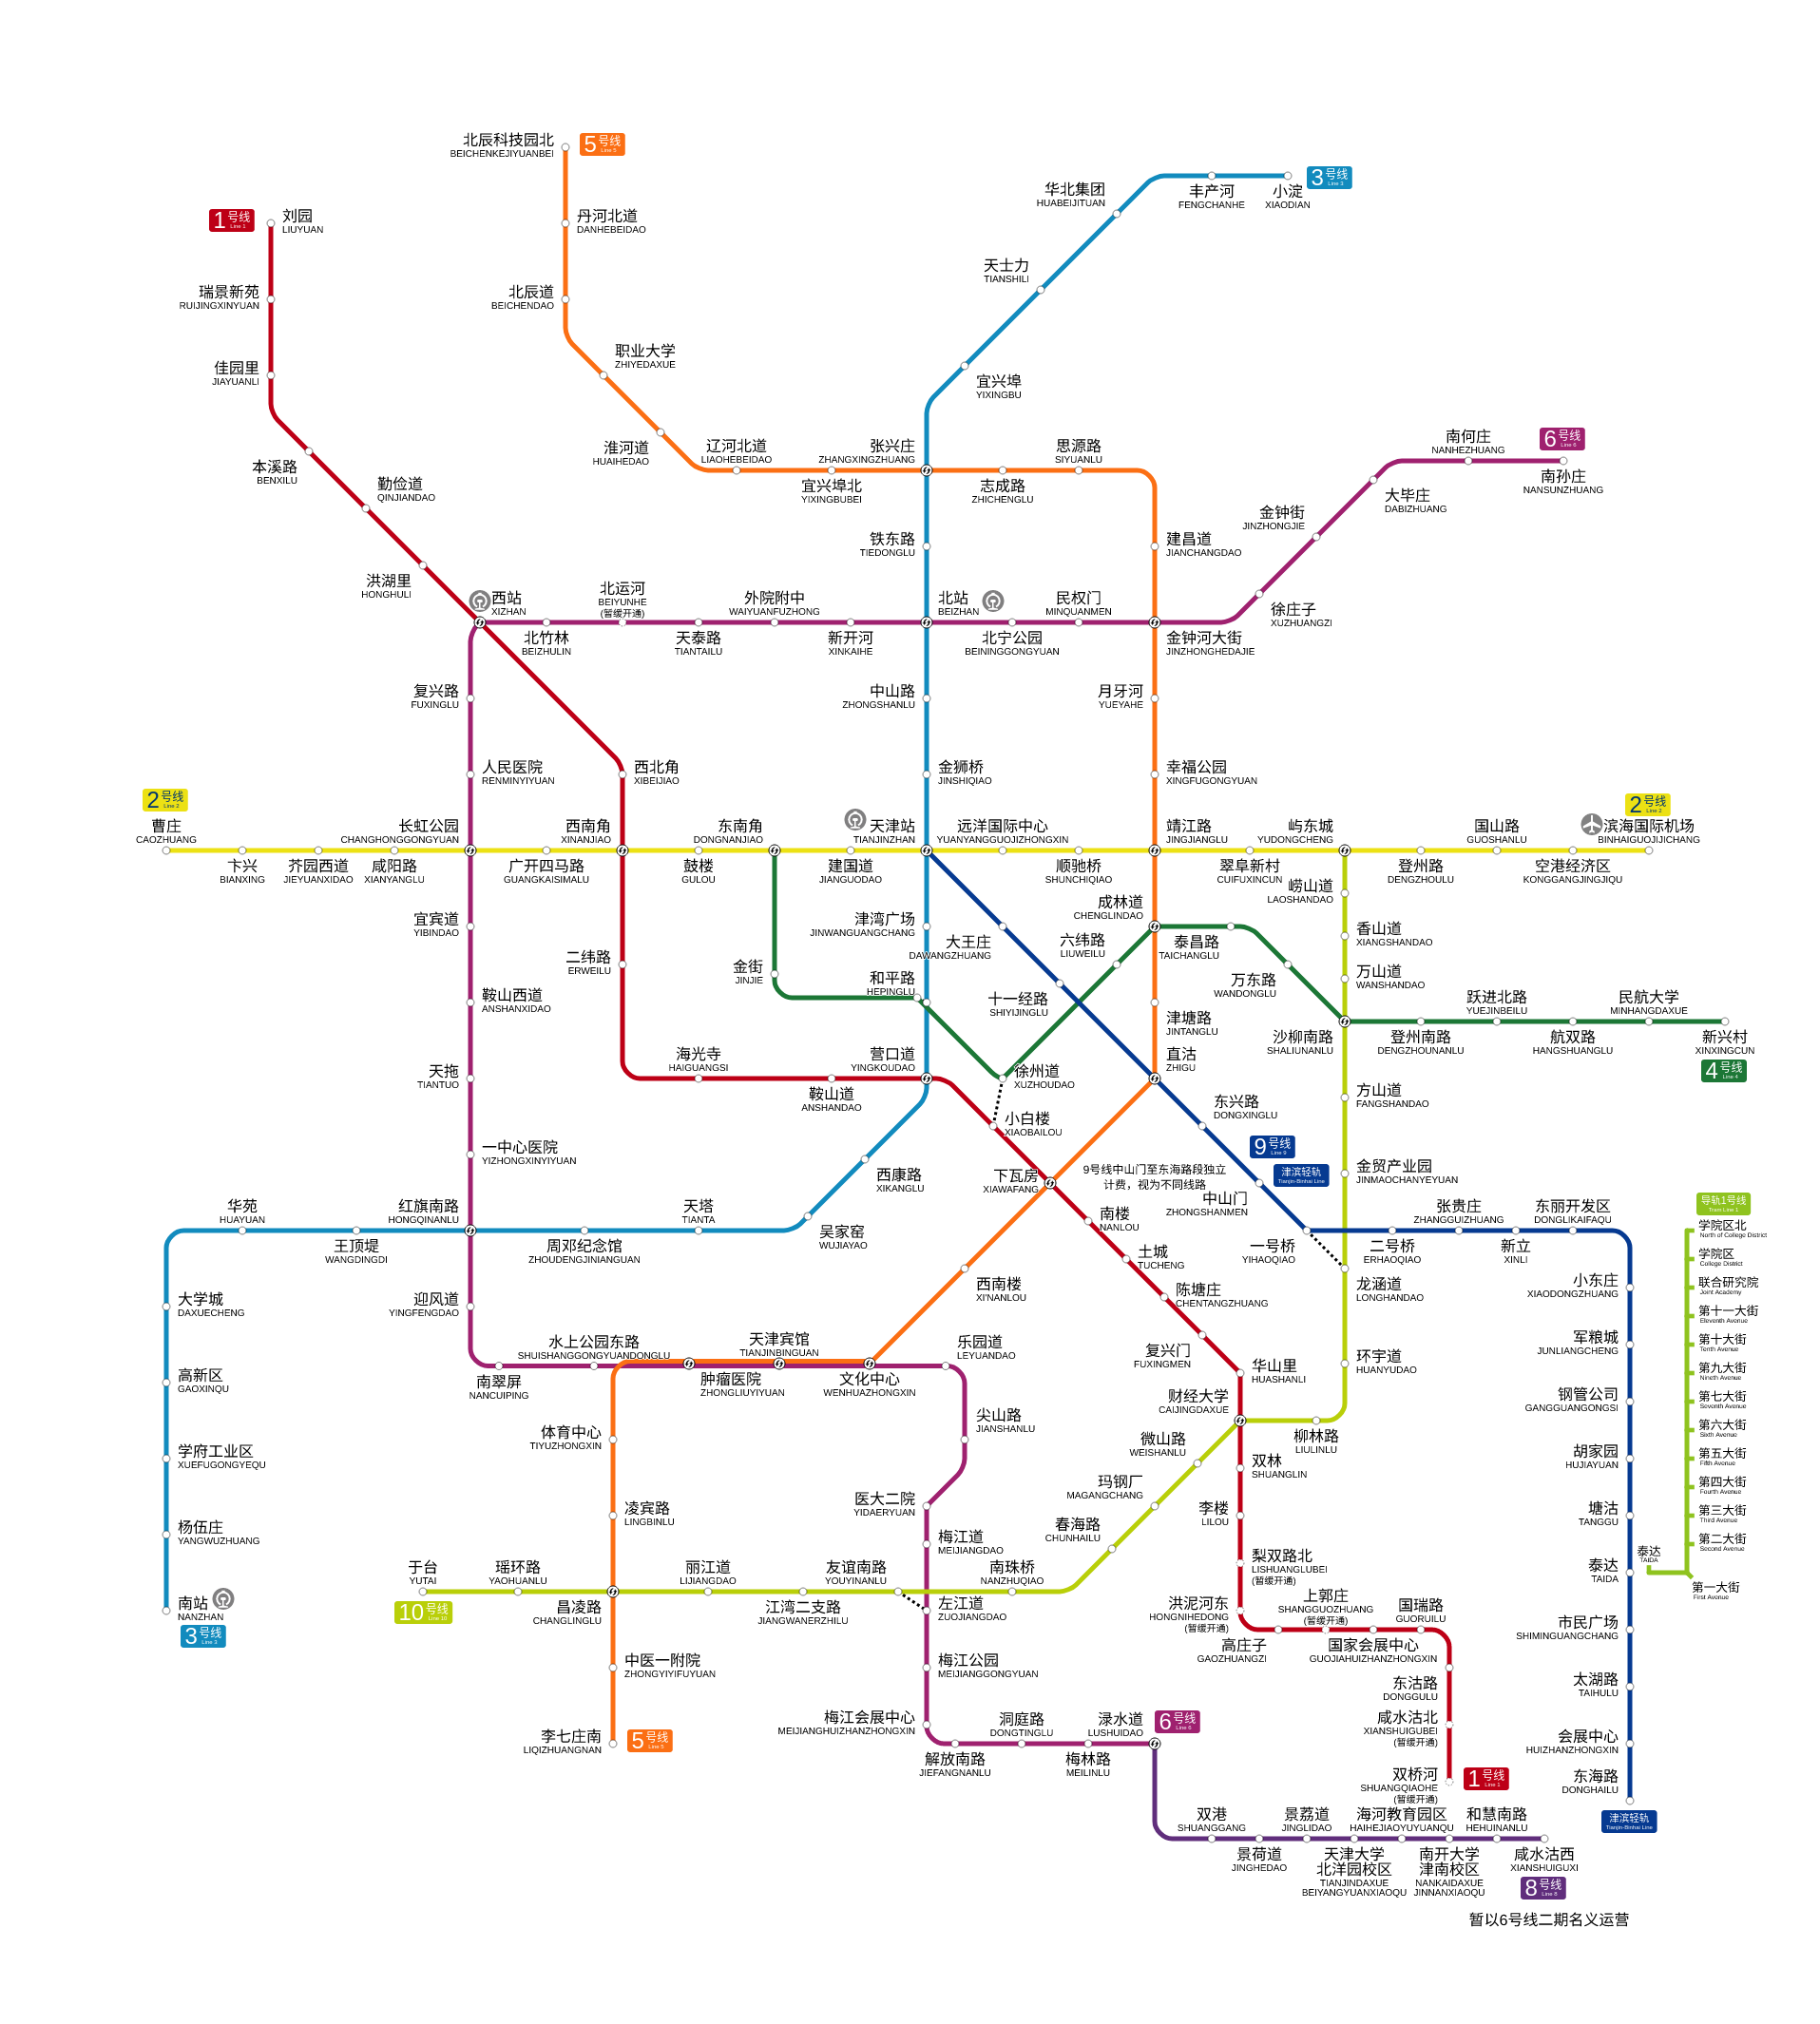 北辰科技园北
BEICHENKEJIYUANBEI
5号线
Line 5
3号线
Line 3
华北集团
HUABEIJITUAN
丰产河
FENGCHANHE
小淀
XIAODIAN
1号线
Line 1
刘园
LIUYUAN
丹河北道
DANHEBEIDAO
天士力
TIANSHILI
瑞景新苑
RUIJINGXINYUAN
北辰道
BEICHENDAO
职业大学
ZHIYEDAXUE
佳园里
JIAYUANLI
宜兴埠
YIXINGBU
本溪路
BENXILU
勤俭道
QINJIANDAO
淮河道
HUAIHEDAO
辽河北道
LIAOHEBEIDAO
张兴庄
ZHANGXINGZHUANG
思源路
SIYUANLU
宜兴埠北
YIXINGBUBEI
志成路
ZHICHENGLU
南何庄
NANHEZHUANG
6号线
Line 6
南孙庄
NANSUNZHUANG
大毕庄
DABIZHUANG
金钟街
JINZHONGJIE
铁东路
TIEDONGLU
建昌道
JIANCHANGDAO
洪湖里
HONGHULI
西站
XIZHAN
北运河
BEIYUNHE
(暂缓开通)
外院附中
WAIYUANFUZHONG
北站
BEIZHAN
民权门
MINQUANMEN
徐庄子
XUZHUANGZI
北竹林
BEIZHULIN
天泰路
TIANTAILU
新开河
XINKAIHE
北宁公园
BEININGGONGYUAN
金钟河大街
JINZHONGHEDAJIE
复兴路
FUXINGLU
中山路
ZHONGSHANLU
月牙河
YUEYAHE
人民医院
RENMINYIYUAN
西北角
XIBEIJIAO
金狮桥
JINSHIQIAO
幸福公园
XINGFUGONGYUAN
2号线
Line 2
2号线
Line 2
曹庄
CAOZHUANG
长虹公园
CHANGHONGGONGYUAN
西南角
XINANJIAO
东南角
DONGNANJIAO
天津站
TIANJINZHAN
远洋国际中心
YUANYANGGUOJIZHONGXIN
靖江路
JINGJIANGLU
屿东城
YUDONGCHENG
国山路
GUOSHANLU
滨海国际机场
BINHAIGUOJIJICHANG
卞兴
BIANXING
芥园西道
JIEYUANXIDAO
咸阳路
XIANYANGLU
广开四马路
GUANGKAISIMALU
鼓楼
GULOU
建国道
JIANGUODAO
顺驰桥
SHUNCHIQIAO
翠阜新村
CUIFUXINCUN
登州路
DENGZHOULU
空港经济区
KONGGANGJINGJIQU
崂山道
LAOSHANDAO
宜宾道
YIBINDAO
津湾广场
JINWANGUANGCHANG
成林道
CHENGLINDAO
香山道
XIANGSHANDAO
大王庄
DAWANGZHUANG
六纬路
LIUWEILU
泰昌路
TAICHANGLU
二纬路
ERWEILU
金街
JINJIE
和平路
HEPINGLU
万东路
WANDONGLU
万山道
WANSHANDAO
鞍山西道
ANSHANXIDAO
十一经路
SHIYIJINGLU
津塘路
JINTANGLU
跃进北路
YUEJINBEILU
民航大学
MINHANGDAXUE
沙柳南路
SHALIUNANLU
登州南路
DENGZHOUNANLU
航双路
HANGSHUANGLU
新兴村
XINXINGCUN
4号线
Line 4
天拖
TIANTUO
海光寺
HAIGUANGSI
营口道
YINGKOUDAO
徐州道
XUZHOUDAO
直沽
ZHIGU
鞍山道
ANSHANDAO
小白楼
XIAOBAILOU
东兴路
DONGXINGLU
方山道
FANGSHANDAO
一中心医院
YIZHONGXINYIYUAN
9号线
Line 9
津滨轻轨
Tianjin-Binhai Line
西康路
XIKANGLU
下瓦房
XIAWAFANG
9号线中山门至东海路段独立
计费，视为不同线路
中山门
ZHONGSHANMEN
金贸产业园
JINMAOCHANYEYUAN
华苑
HUAYUAN
红旗南路
HONGQINANLU
天塔
TIANTA
吴家窑
WUJIAYAO
南楼
NANLOU
张贵庄
ZHANGGUIZHUANG
东丽开发区
DONGLIKAIFAQU
王顶堤
WANGDINGDI
周邓纪念馆
ZHOUDENGJINIANGUAN
土城
TUCHENG
一号桥
YIHAOQIAO
二号桥
ERHAOQIAO
新立
XINLI
导轨1号线
Tram Line 1
学院区北
North of College District
学院区
College District
联合研究院
Joint Academy
第十一大街
Eleventh Avenue
第十大街
Tenth Avenue
第九大街
Nineth Avenue
第七大街
Seventh Avenue
第六大街
Sixth Avenue
第五大街
Fifth Avenue
第四大街
Fourth Avenue
第三大街
Third Avenue
第二大街
Second Avenue
泰达
TAIDA
第一大街
First Avenue
大学城
DAXUECHENG
迎风道
YINGFENGDAO
西南楼
XI'NANLOU
陈塘庄
CHENTANGZHUANG
龙涵道
LONGHANDAO
小东庄
XIAODONGZHUANG
水上公园东路
SHUISHANGGONGYUANDONGLU
天津宾馆
TIANJINBINGUAN
乐园道
LEYUANDAO
复兴门
FUXINGMEN
华山里
HUASHANLI
环宇道
HUANYUDAO
军粮城
JUNLIANGCHENG
高新区
GAOXINQU
南翠屏
NANCUIPING
肿瘤医院
ZHONGLIUYIYUAN
文化中心
WENHUAZHONGXIN
财经大学
CAIJINGDAXUE
钢管公司
GANGGUANGONGSI
体育中心
TIYUZHONGXIN
尖山路
JIANSHANLU
微山路
WEISHANLU
柳林路
LIULINLU
学府工业区
XUEFUGONGYEQU
双林
SHUANGLIN
胡家园
HUJIAYUAN
玛钢厂
MAGANGCHANG
凌宾路
LINGBINLU
医大二院
YIDAERYUAN
李楼
LILOU
塘沽
TANGGU
杨伍庄
YANGWUZHUANG
梅江道
MEIJIANGDAO
春海路
CHUNHAILU
梨双路北
LISHUANGLUBEI
(暂缓开通)
于台
YUTAI
瑶环路
YAOHUANLU
丽江道
LIJIANGDAO
友谊南路
YOUYINANLU
南珠桥
NANZHUQIAO
泰达
TAIDA
南站
NANZHAN
3号线
Line 3
10号线
Line 10
昌凌路
CHANGLINGLU
江湾二支路
JIANGWANERZHILU
左江道
ZUOJIANGDAO
洪泥河东
HONGNIHEDONG
(暂缓开通)
上郭庄
SHANGGUOZHUANG
(暂缓开通)
国瑞路
GUORUILU
市民广场
SHIMINGUANGCHANG
高庄子
GAOZHUANGZI
国家会展中心
GUOJIAHUIZHANZHONGXIN
中医一附院
ZHONGYIYIFUYUAN
梅江公园
MEIJIANGGONGYUAN
东沽路
DONGGULU
太湖路
TAIHULU
梅江会展中心
MEIJIANGHUIZHANZHONGXIN
洞庭路
DONGTINGLU
渌水道
LUSHUIDAO
6号线
Line 6
咸水沽北
XIANSHUIGUBEI
(暂缓开通)
李七庄南
LIQIZHUANGNAN
5号线
Line 5
会展中心
HUIZHANZHONGXIN
解放南路
JIEFANGNANLU
梅林路
MEILINLU
双桥河
SHUANGQIAOHE
(暂缓开通)
1号线
Line 1
东海路
DONGHAILU
津滨轻轨
Tianjin-Binhai Line
双港
SHUANGGANG
景荔道
JINGLIDAO
海河教育园区
HAIHEJIAOYUYUANQU
和慧南路
HEHUINANLU
景荷道
JINGHEDAO
天津大学
北洋园校区
TIANJINDAXUE
BEIYANGYUANXIAOQU
南开大学
津南校区
NANKAIDAXUE
JINNANXIAOQU
咸水沽西
XIANSHUIGUXI
8号线
Line 8
暂以6号线二期名义运营